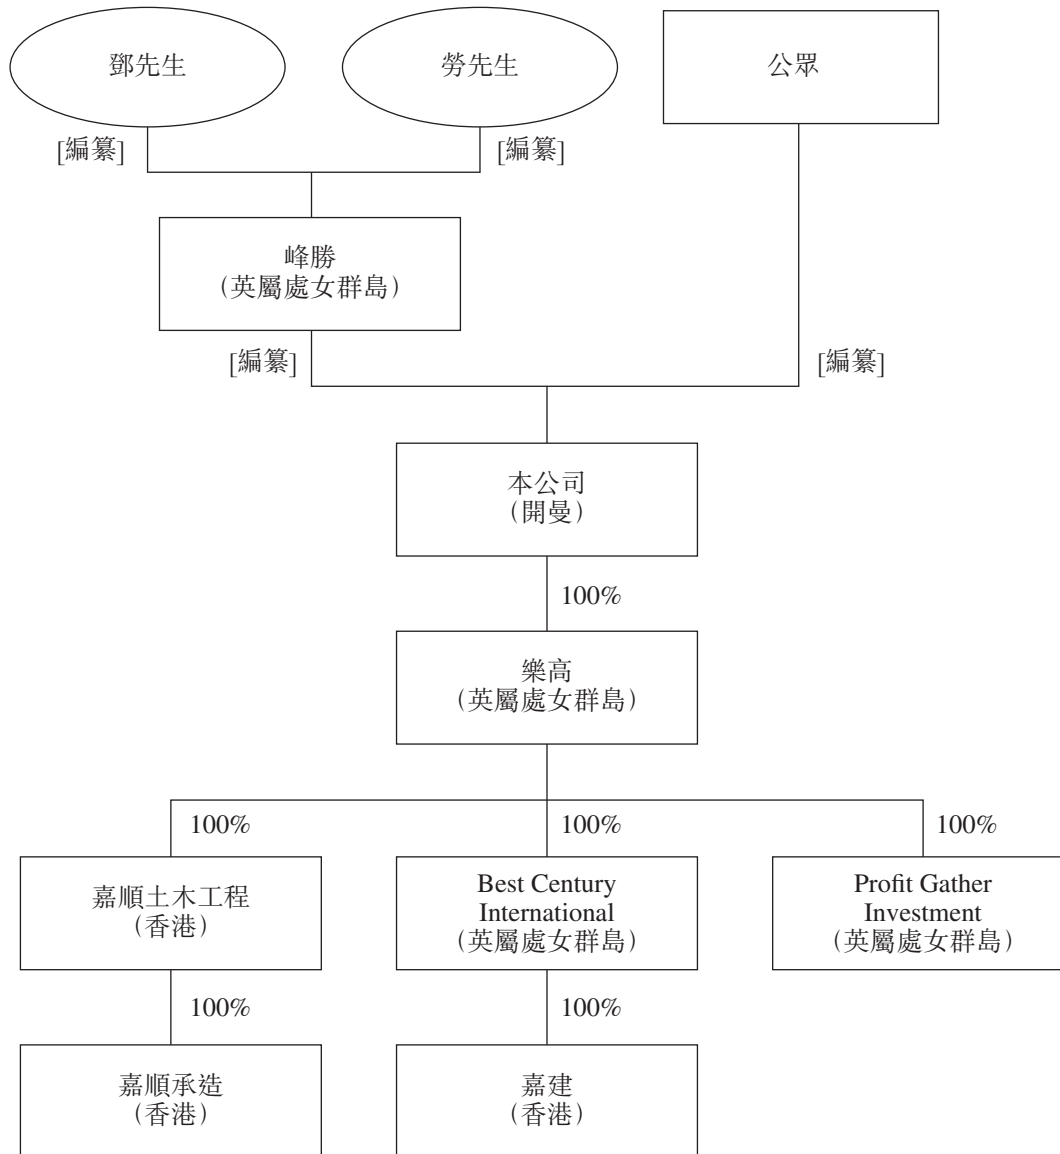 鄧先生
勞先生
公眾
[編纂]
[編纂]
峰勝
(英屬處女群島)
[編纂]
[編纂]
本公司
(開曼)
100%
樂高
(英屬處女群島)
100%
100%
100%
嘉順土木工程
(香港)
Best Century
International
(英屬處女群島)
Profit Gather
Investment
(英屬處女群島)
100%
100%
嘉順承造
(香港)
嘉建
(香港)